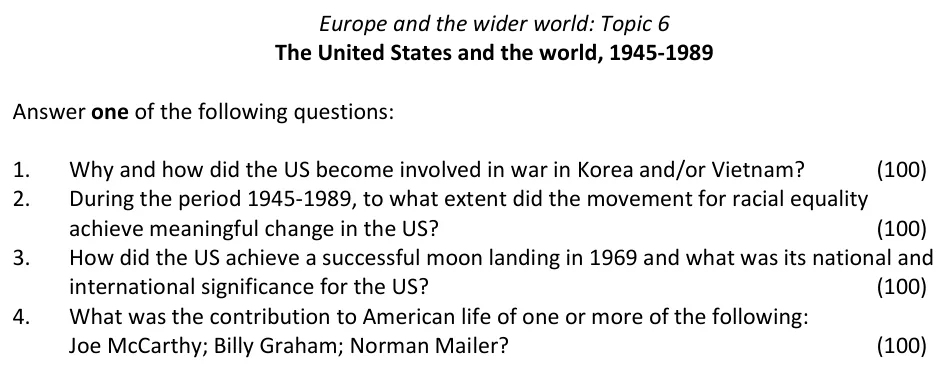 Europe and the wider world: Topic 6
The United States and the world, 1945-1989
Answer one of the following questions:
1. Why and how did the US become involved in war in Korea and/or Vietnam? (100)
2. During the period 1945-1989, to what extent did the movement for racial equality
achieve meaningful change in the US? (100)
3. How did the US achieve a successful moon landing in 1969 and what was its national and
international significance for the US? (100)
4. What was the contribution to American life of one or more of the following:
Joe McCarthy; Billy Graham; Norman Mailer? (100)